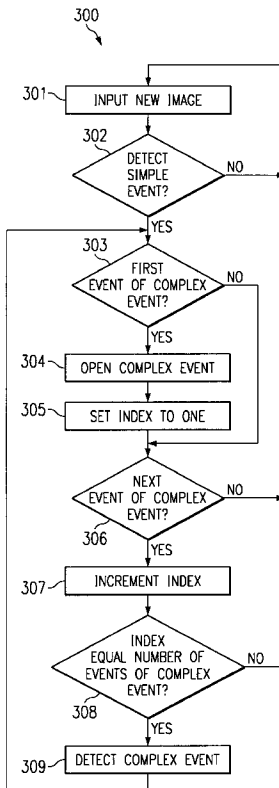 300
301
INPUT NEW IMAGE
302
DETECT
SIMPLE
EVENT?
NO
YES
303
FIRST
EVENT OF COMPLEX
EVENT?
NO
YES
304
OPEN COMPLEX EVENT
305
SET INDEX TO ONE
NEXT
EVENT OF COMPLEX
EVENT?
NO
306
YES
307
INCREMENT INDEX
INDEX
EQUAL NUMBER OF
EVENTS OF COMPLEX
EVENT?
NO
308
YES
309
DETECT COMPLEX EVENT